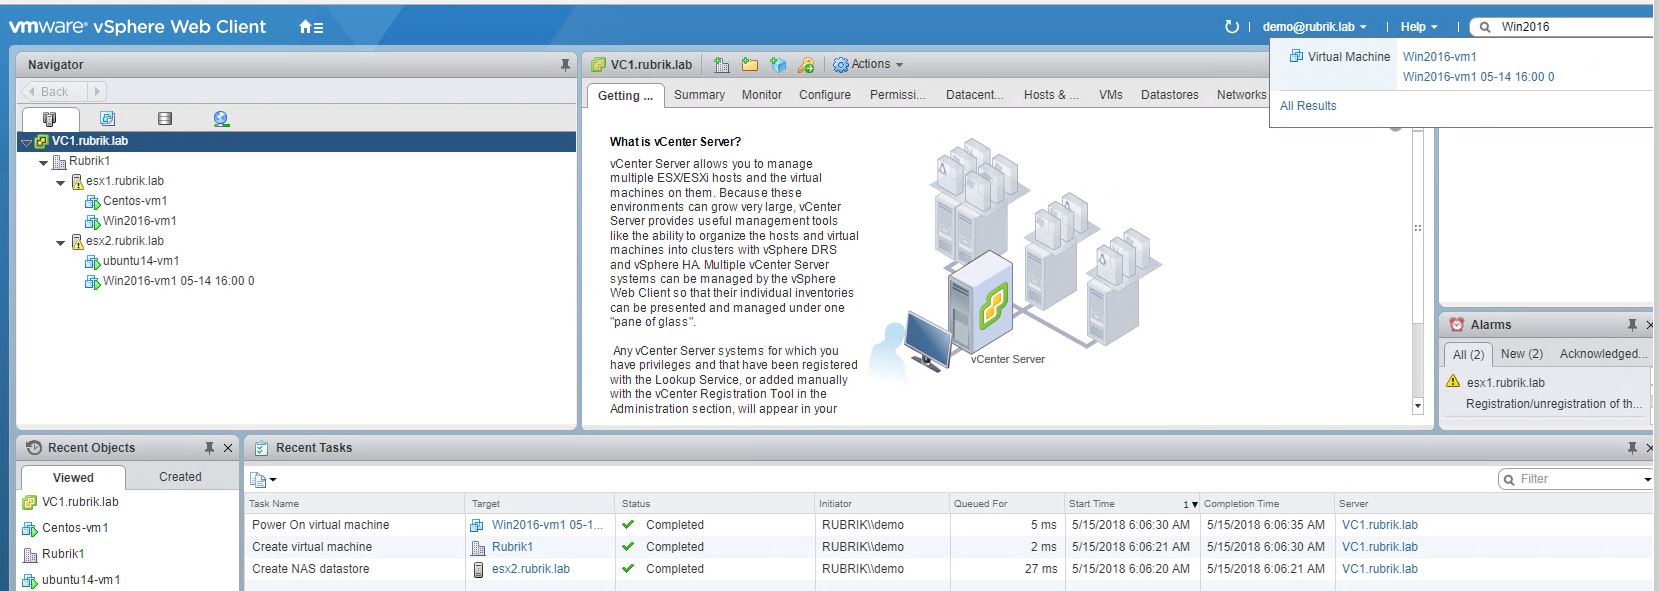 vmware® vSphere Web Client
demo@rubrik.lab
Help
Win2016
Virtual Machine
Win2016-vm1
Win2016-vm1 05-14 16:00 0
All Results
Navigator
Back
VC1.rubrik.lab
Rubrik1
esx1.rubrik.lab
Centos-vm1
Win2016-vm1
esx2.rubrik.lab
ubuntu14-vm1
Win2016-vm1 05-14 16:00 0
VC1.rubrik.lab
Actions
Getting ... Summary Monitor Configure Permissi... Datacent... Hosts & ... VMs Datastores Networks
What is vCenter Server?
vCenter Server allows you to manage
multiple ESX/ESXi hosts and the virtual
machines on them. Because these
environments can grow very large, vCenter
Server provides useful management tools
like the ability to organize the hosts and virtual
machines into clusters with vSphere DRS
and vSphere HA. Multiple vCenter Server
systems can be managed by the vSphere
Web Client so that their individual inventories
can be presented and managed under one
"pane of glass".
Any vCenter Server systems for which you
have privileges and that have been registered
with the Lookup Service, or added manually
with the vCenter Registration Tool in the
Administration section, will appear in your
vCenter Server
Alarms
All (2) New (2) Acknowledged...
esx1.rubrik.lab
Registration/unregistration of th...
Recent Objects
Viewed Created
VC1.rubrik.lab
Centos-vm1
Rubrik1
ubuntu14-vm1
Recent Tasks
Filter
Task Name Target Status Initiator Queued For Start Time 1 Completion Time Server
Power On virtual machine Win2016-vm1 05-1... Completed RUBRIK\\demo 5 ms 5/15/2018 6:06:30 AM 5/15/2018 6:06:35 AM VC1.rubrik.lab
Create virtual machine Rubrik1 Completed RUBRIK\\demo 2 ms 5/15/2018 6:06:21 AM 5/15/2018 6:06:30 AM VC1.rubrik.lab
Create NAS datastore esx2.rubrik.lab Completed RUBRIK\\demo 27 ms 5/15/2018 6:06:20 AM 5/15/2018 6:06:21 AM VC1.rubrik.lab